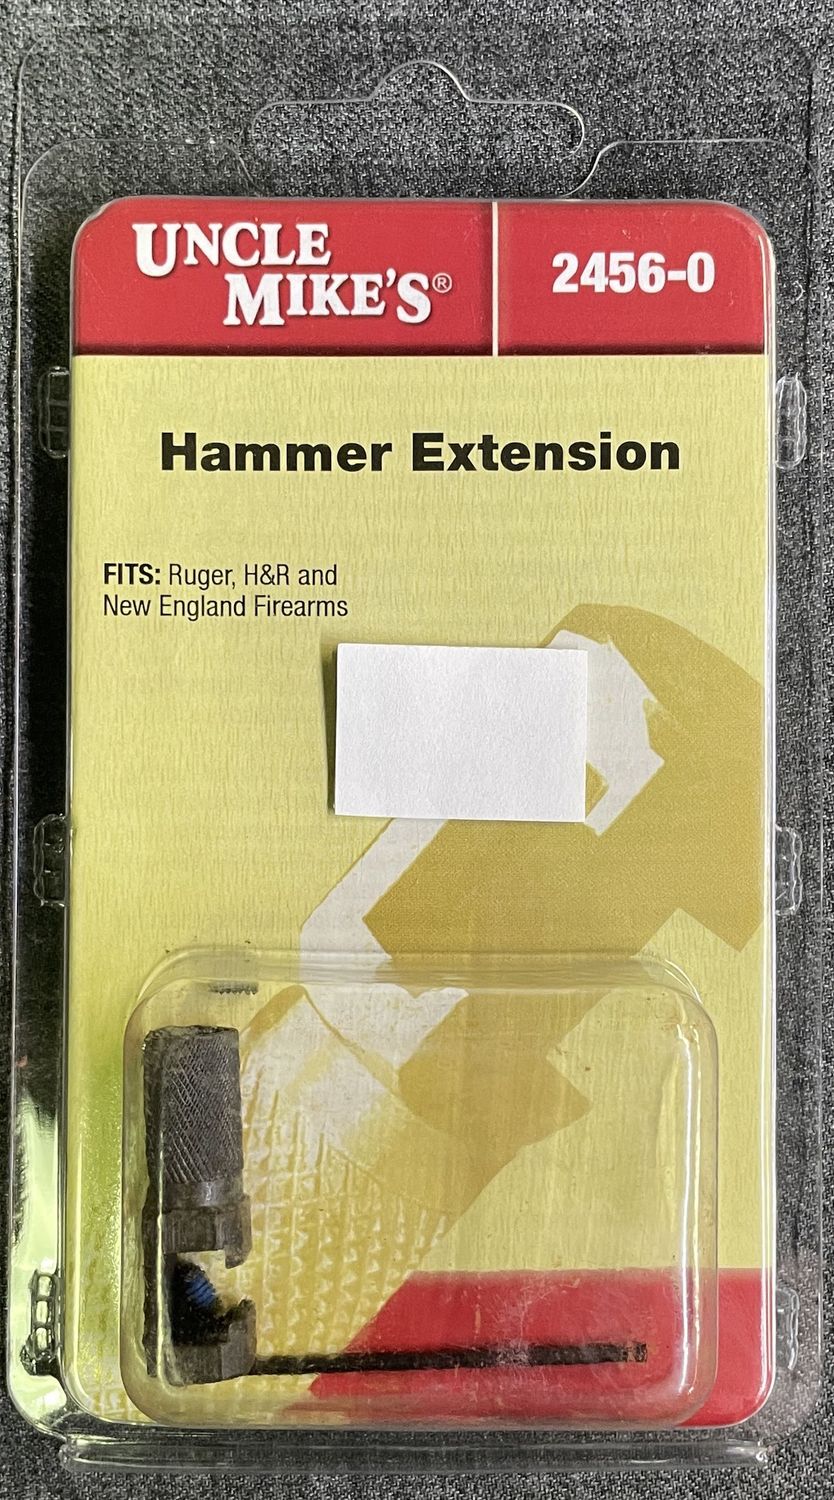 UNCLE
MIKE'S®
2456-0
Hammer Extension
FITS: Ruger, H&R and
New England Firearms